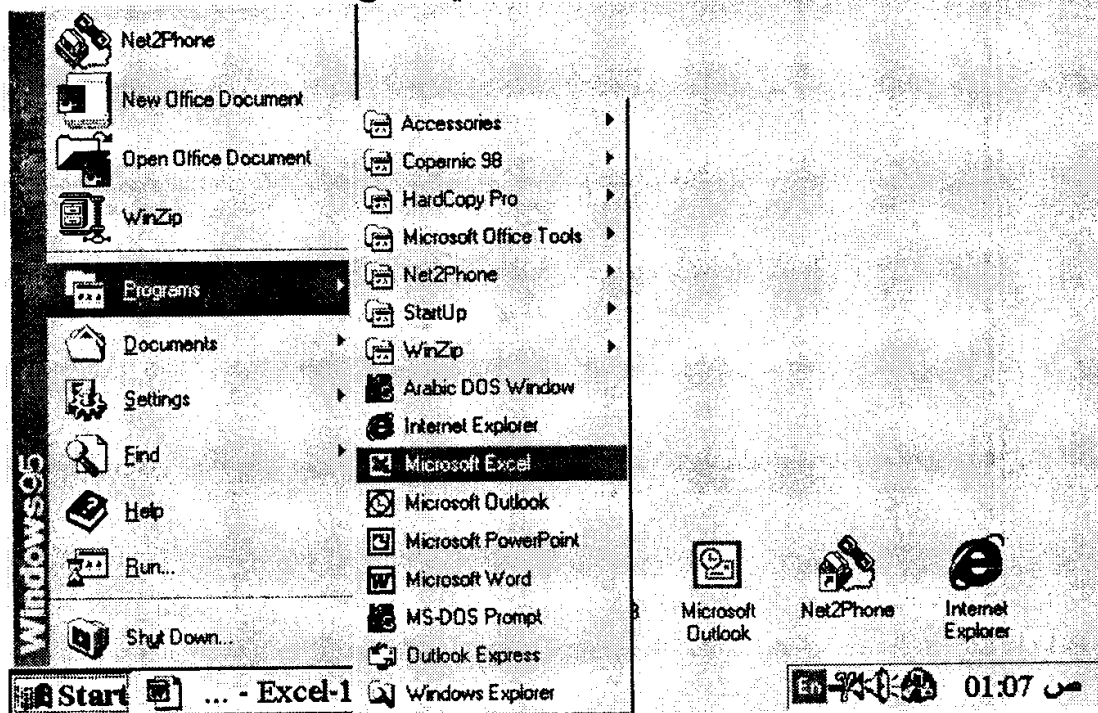 Net2Phone
New Office Document
Open Office Document
WinZip
Programs
Documents
Settings
Find
Help
Run...
Shut Down...
Windows95
Accessories
Copernic 98
HardCopy Pro
Microsoft Office Tools
Net2Phone
StartUp
WinZip
Arabic DOS Window
Internet Explorer
Microsoft Excel
Microsoft Outlook
Microsoft PowerPoint
Microsoft Word
MS-DOS Prompt
Outlook Express
Windows Explorer
Microsoft
Outlook
Net2Phone
Internet
Explorer
Start
... - Excel-1
En
01:07 ص